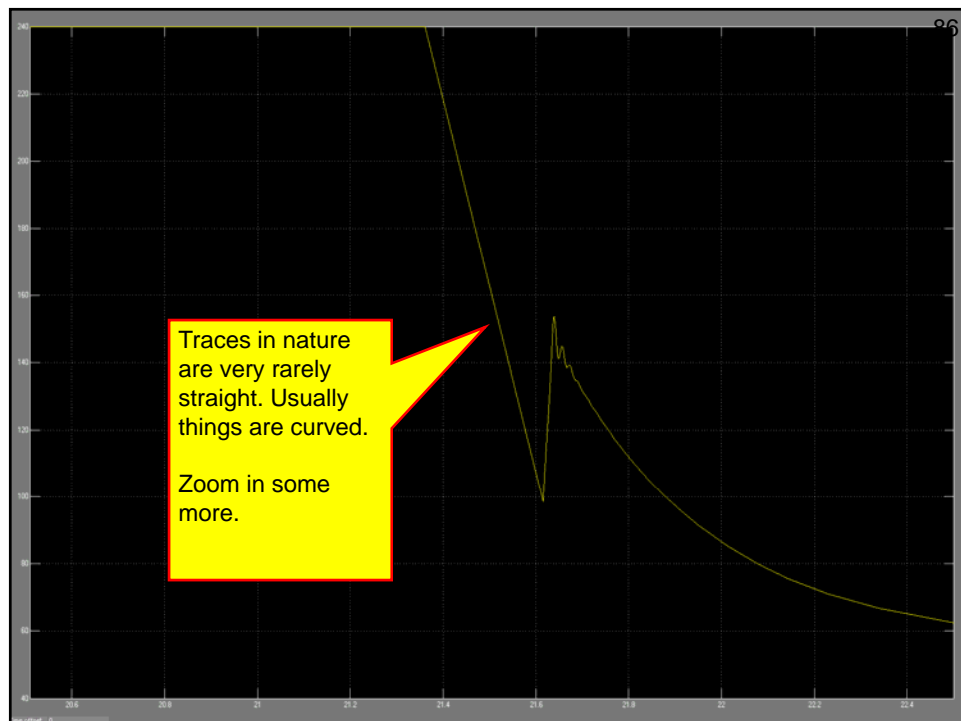 86
240
220
200
180
160
140
120
100
80
60
40
Traces in nature
are very rarely
straight. Usually
things are curved.
Zoom in some
more.
20.6 20.8 21 21.2 21.4 21.6 21.8 22 22.2 22.4